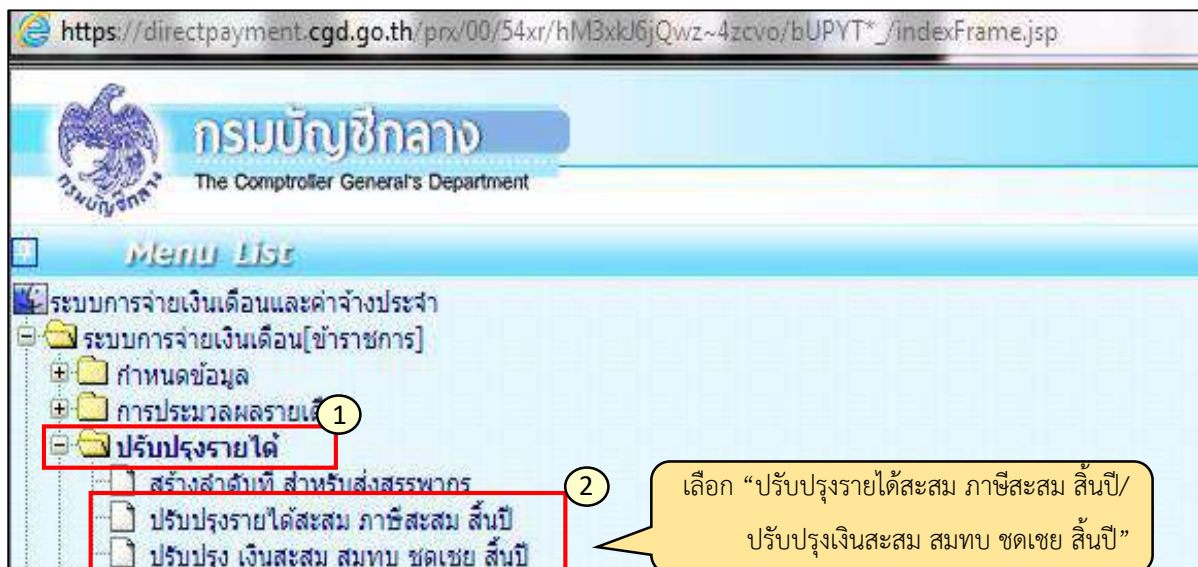 https://directpayment.cgd.go.th/prx/00/54xr/hM3xkJ6jQwz~4zcvo/bUPYT*_/indexFrame.jsp
กรมบัญชีกลาง
The Comptroller General's Department
กรมบัญชีกลาง
Menu List
ระบบการจ่ายเงินเดือนและค่าจ้างประจำ
ระบบการจ่ายเงินเดือน[ข้าราชการ]
กำหนดข้อมูล
การประมวลผลรายเดือน
1
ปรับปรุงรายได้
สร้างลำดับที่ สำหรับส่งสรรพากร
2
ปรับปรุงรายได้สะสม ภาษีสะสม สิ้นปี
ปรับปรุง เงินสะสม สมทบ ชดเชย สิ้นปี
เลือก “ปรับปรุงรายได้สะสม ภาษีสะสม สิ้นปี/
ปรับปรุงเงินสะสม สมทบ ชดเชย สิ้นปี”